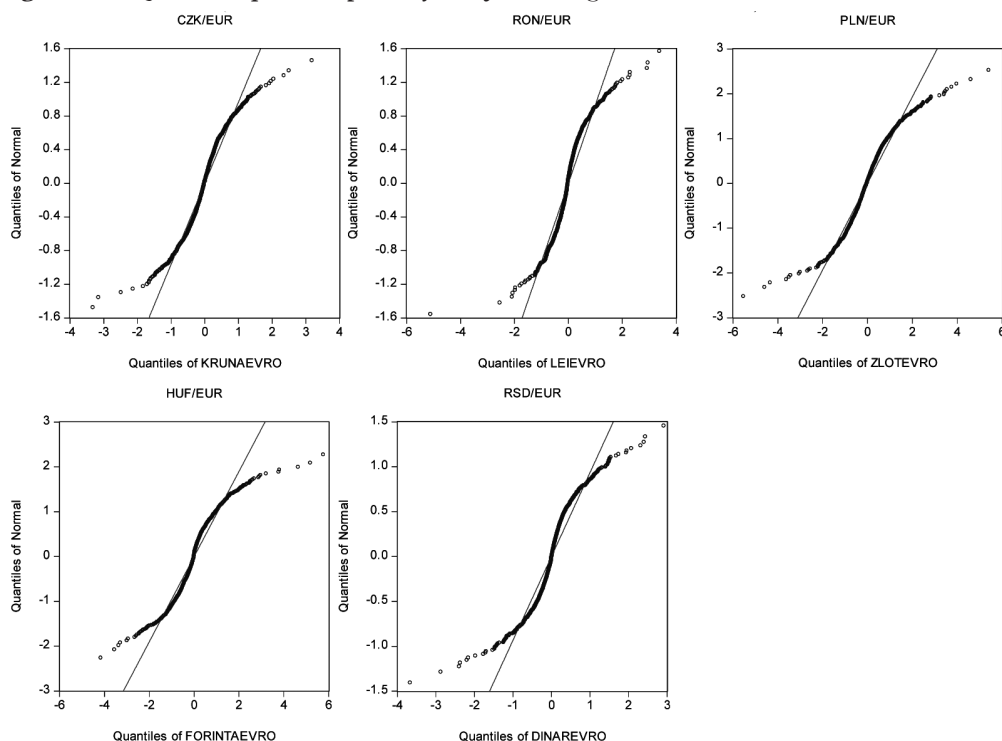 CZK/EUR RON/EUR PLN/EUR
Quantiles of Normal
1.6
1.2
0.8
0.4
0.0
-0.4
-0.8
-1.2
-1.6
-4 -3 -2 -1 0 1 2 3 4
Quantiles of KRUNAEVRO
Quantiles of Normal
1.6
1.2
0.8
0.4
0.0
-0.4
-0.8
-1.2
-1.6
-6 -4 -2 0 2 4
Quantiles of LEIEVRO
Quantiles of Normal
3
2
1
0
-1
-2
-3
-6 -4 -2 0 2 4 6
Quantiles of ZLOTEVRO
HUF/EUR RSD/EUR
Quantiles of Normal
3
2
1
0
-1
-2
-3
-6 -4 -2 0 2 4 6
Quantiles of FORINTAEVRO
Quantiles of Normal
1.5
1.0
0.5
0.0
-0.5
-1.0
-1.5
-4 -3 -2 -1 0 1 2 3
Quantiles of DINAREVRO